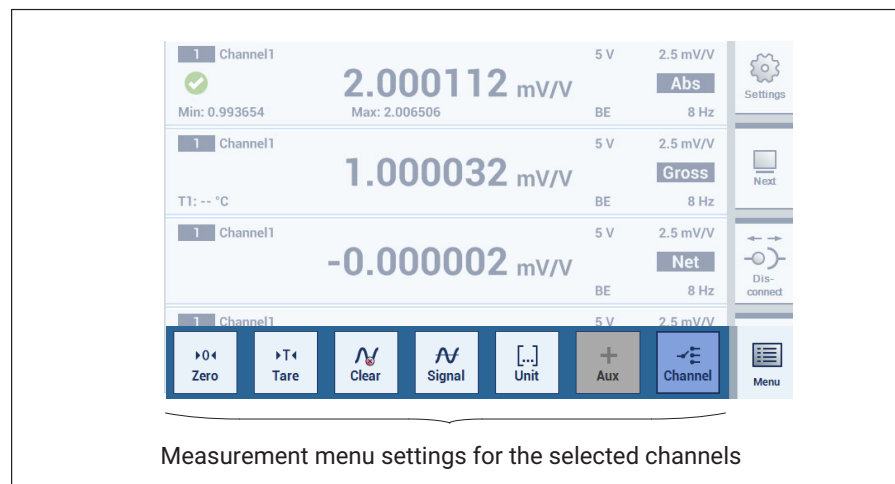 1 Channel1 5 V 2.5 mV/V
2.000112 mV/V Abs
Min: 0.993654 Max: 2.006506 BE 8 Hz
Settings
1 Channel1 5 V 2.5 mV/V
1.000032 mV/V Gross
T1: -- °C BE 8 Hz
Next
1 Channel1 5 V 2.5 mV/V
-0.000002 mV/V Net
BE 8 Hz
Dis-
connect
1 Channel1 5 V 2.5 mV/V
▸0◂ ▸T◂ [...] +
Zero Tare Clear Signal Unit Aux Channel Menu
Measurement menu settings for the selected channels